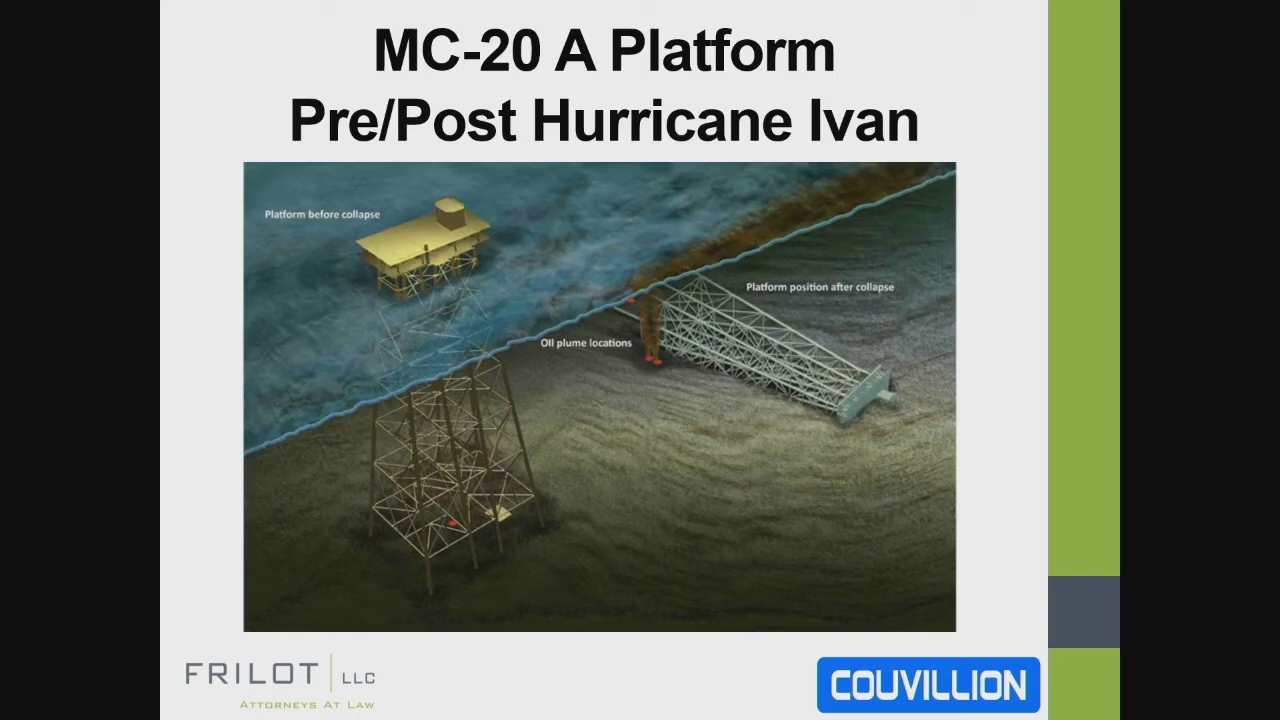 MC-20 A Platform
Pre/Post Hurricane Ivan
Platform before collapse
Platform position after collapse
Oil plume locations
FRILOT LLC
ATTORNEYS AT LAW
COUVILLION